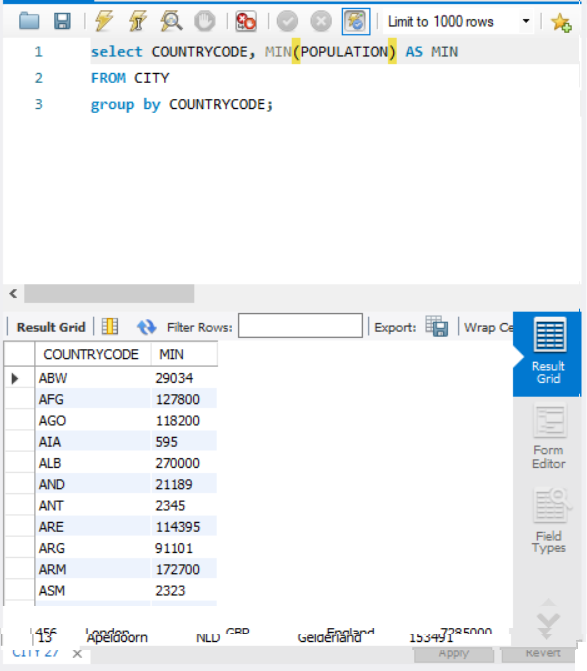 Limit to 1000 rows
1 select COUNTRYCODE, MIN(POPULATION) AS MIN
2 FROM CITY
3 group by COUNTRYCODE;
Result Grid Filter Rows: Export: Wrap Ce
Result Grid
Form Editor
Field Types
COUNTRYCODE MIN
ABW 29034
AFG 127800
AGO 118200
AIA 595
ALB 270000
AND 21189
ANT 2345
ARE 114395
ARG 91101
ARM 172700
ASM 2323
456 London GBP England 7285000
13 Apeldoorn NLD Gelderland 153491
CITY 27 Apply Revert